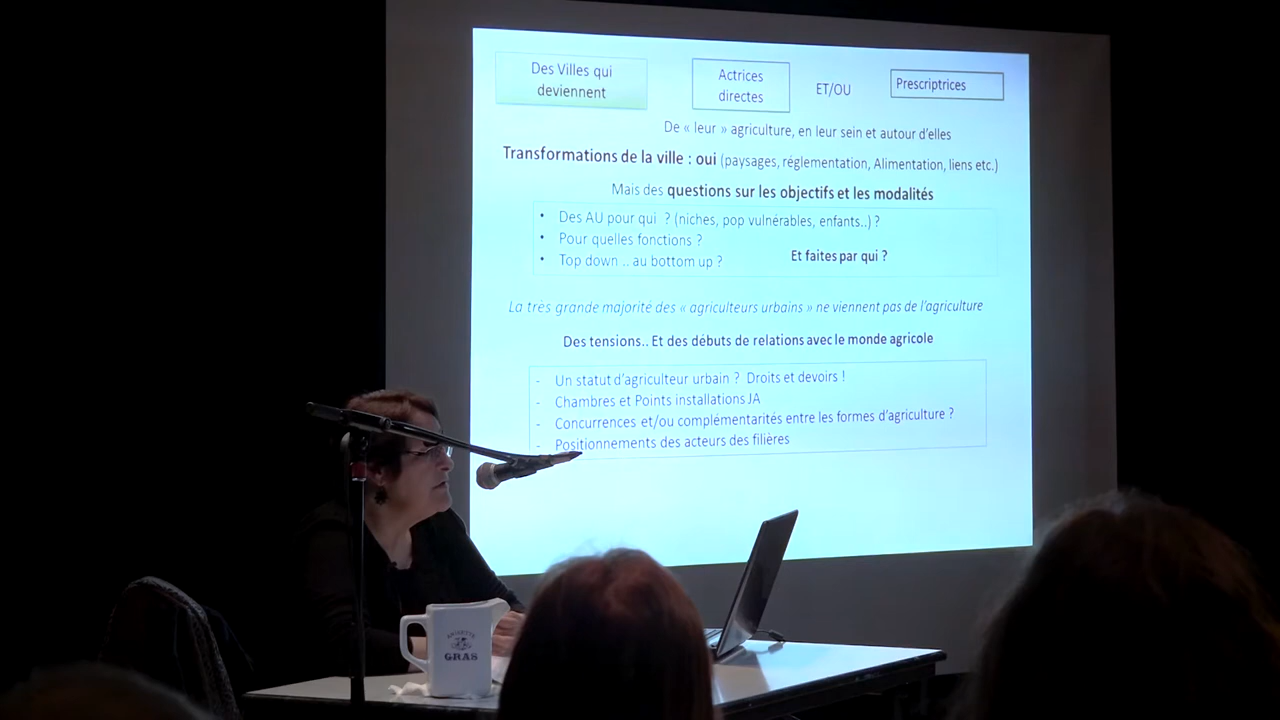 Des Villes qui
deviennent
Actrices
directes
ET/OU
Prescriptrices
De « leur » agriculture, en leur sein et autour d'elles
Transformations de la ville : oui (paysages, réglementation, Alimentation, liens etc.)
Mais des questions sur les objectifs et les modalités
• Des AU pour qui ? (niches, pop vulnérables, enfants..) ?
• Pour quelles fonctions ?
• Top down .. au bottom up ?
Et faites par qui ?
La très grande majorité des « agriculteurs urbains » ne viennent pas de l'agriculture
Des tensions.. Et des débuts de relations avec le monde agricole
- Un statut d'agriculteur urbain ? Droits et devoirs !
- Chambres et Points installations JA
- Concurrences et/ou complémentarités entre les formes d'agriculture ?
- Positionnements des acteurs des filières
ANISETTE
GRAS